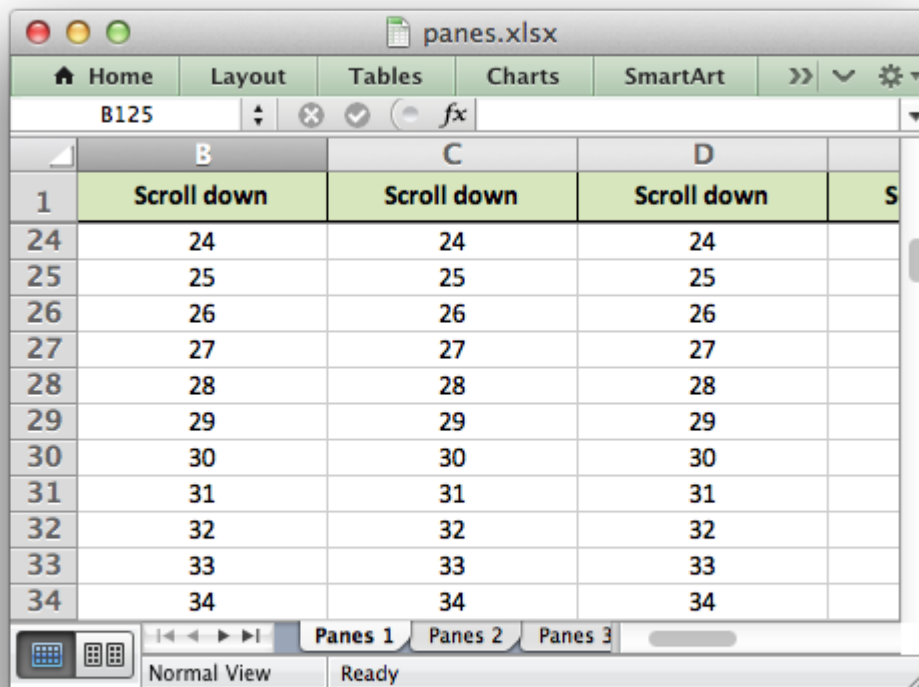 panes.xlsx
Home Layout Tables Charts SmartArt
B125 fx
B C D
1 Scroll down Scroll down Scroll down S
24 24 24 24
25 25 25 25
26 26 26 26
27 27 27 27
28 28 28 28
29 29 29 29
30 30 30 30
31 31 31 31
32 32 32 32
33 33 33 33
34 34 34 34
Panes 1 Panes 2 Panes 3
Normal View Ready